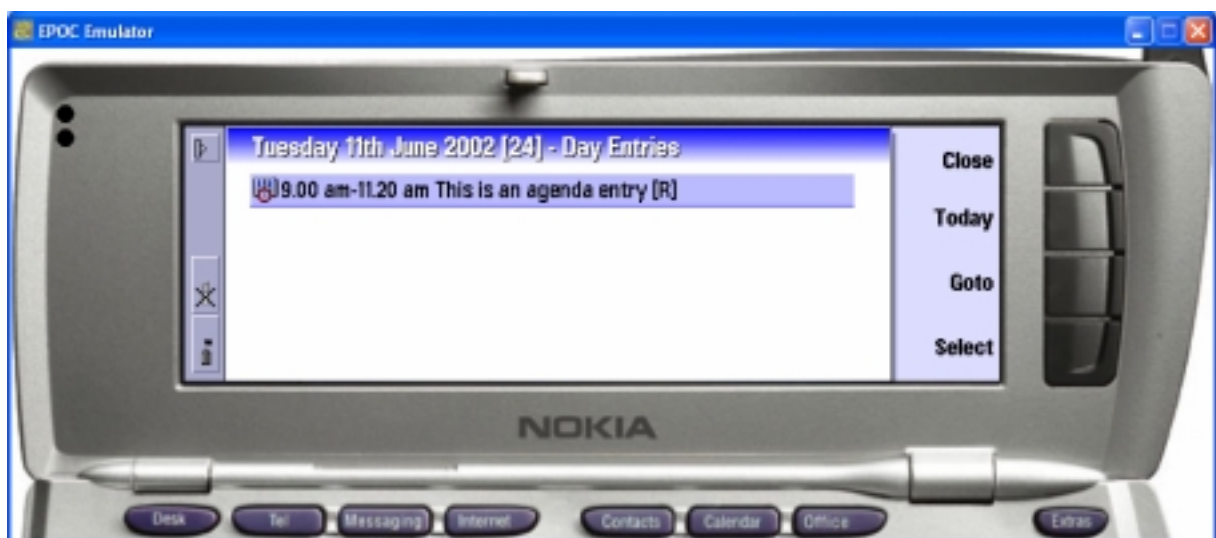 EPOC Emulator
Tuesday 11th June 2002 [24] - Day Entries
9.00 am-11.20 am This is an agenda entry [R]
Close
Today
Goto
Select
NOKIA
Desk Tel Messaging Internet Contacts Calendar Office Extras